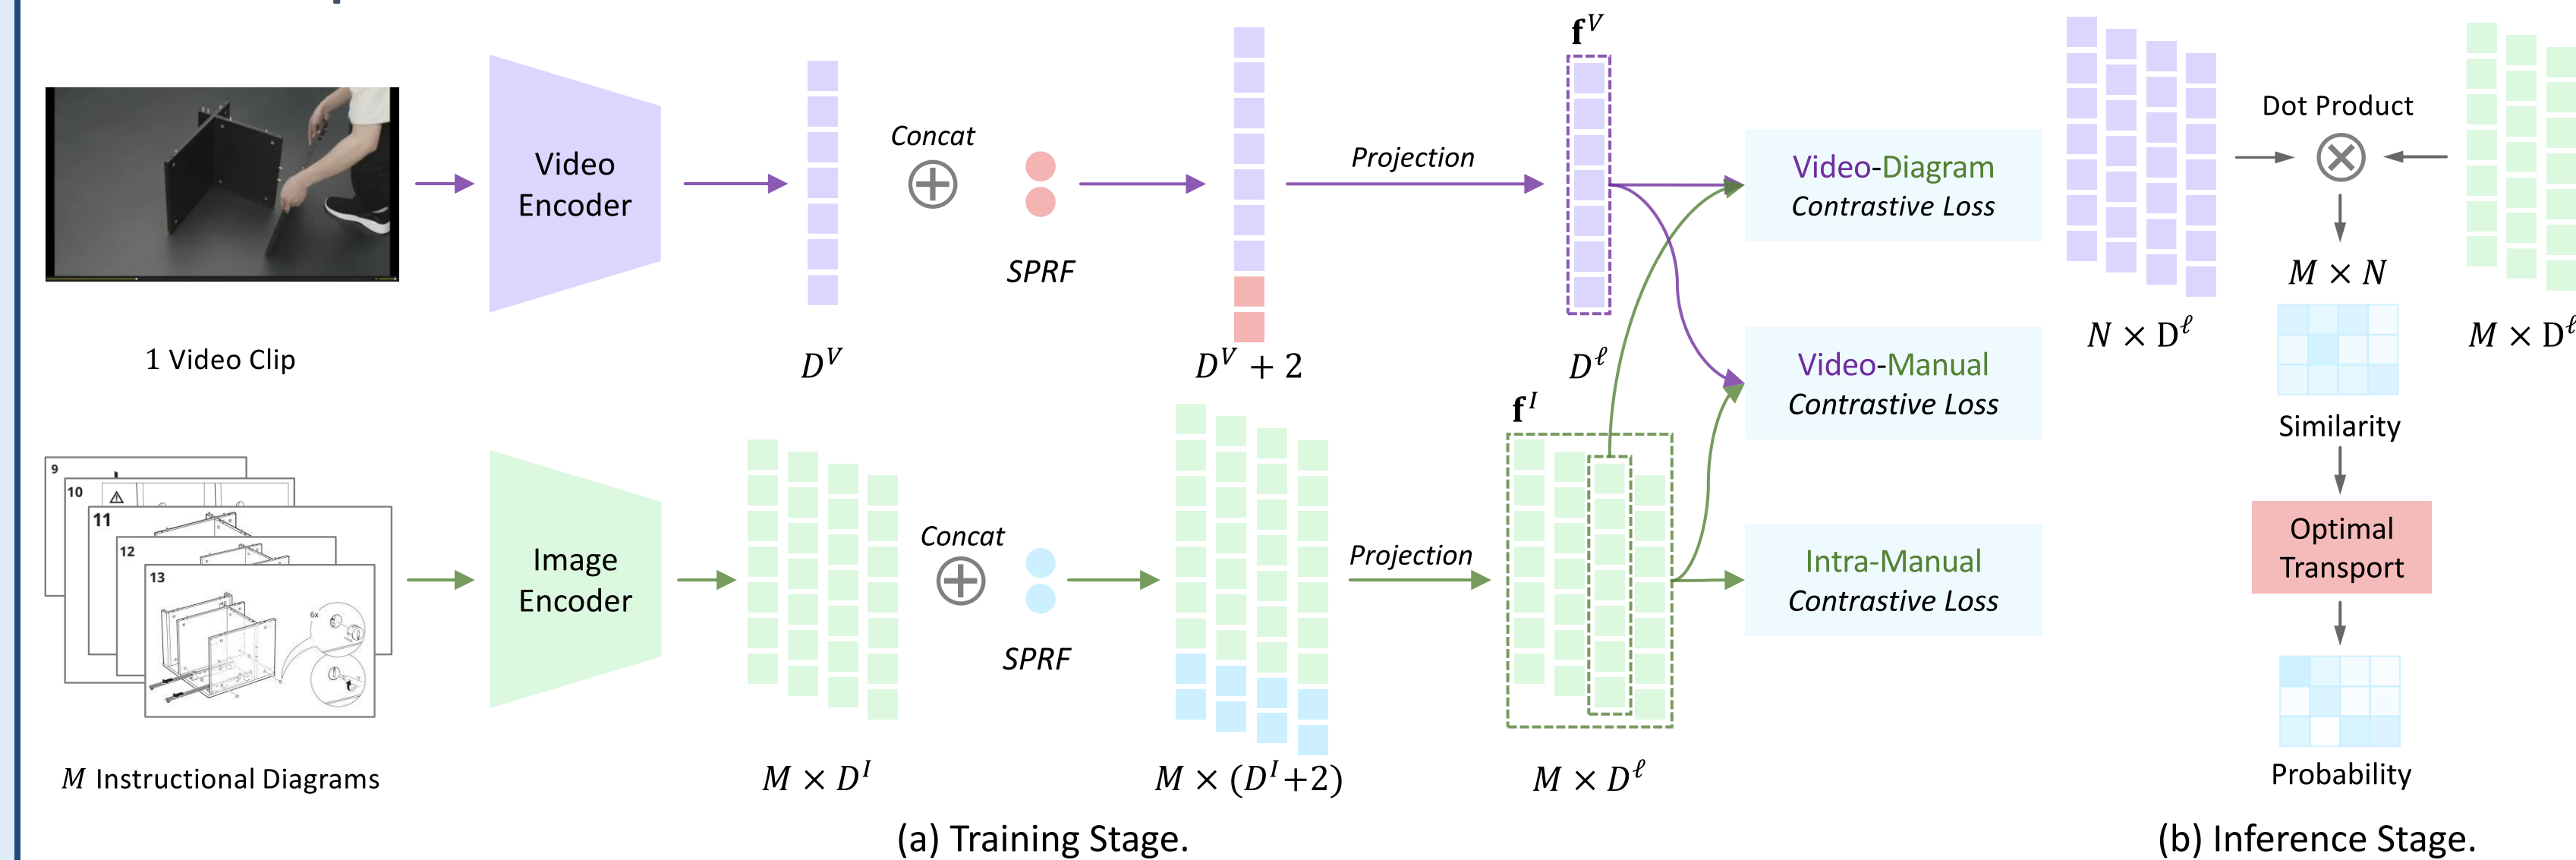 1 Video Clip
Video
Encoder
D^V
Concat
SPRF
D^V + 2
Projection
f^V
D^ℓ
Video-Diagram
Contrastive Loss
Video-Manual
Contrastive Loss
Intra-Manual
Contrastive Loss
9
10
11
12
13
6x
M Instructional Diagrams
Image
Encoder
M × D^I
Concat
SPRF
M × (D^I+2)
Projection
f^I
M × D^ℓ
(a) Training Stage.
N × D^ℓ
Dot Product
M × D^ℓ
M × N
Similarity
Optimal
Transport
Probability
(b) Inference Stage.